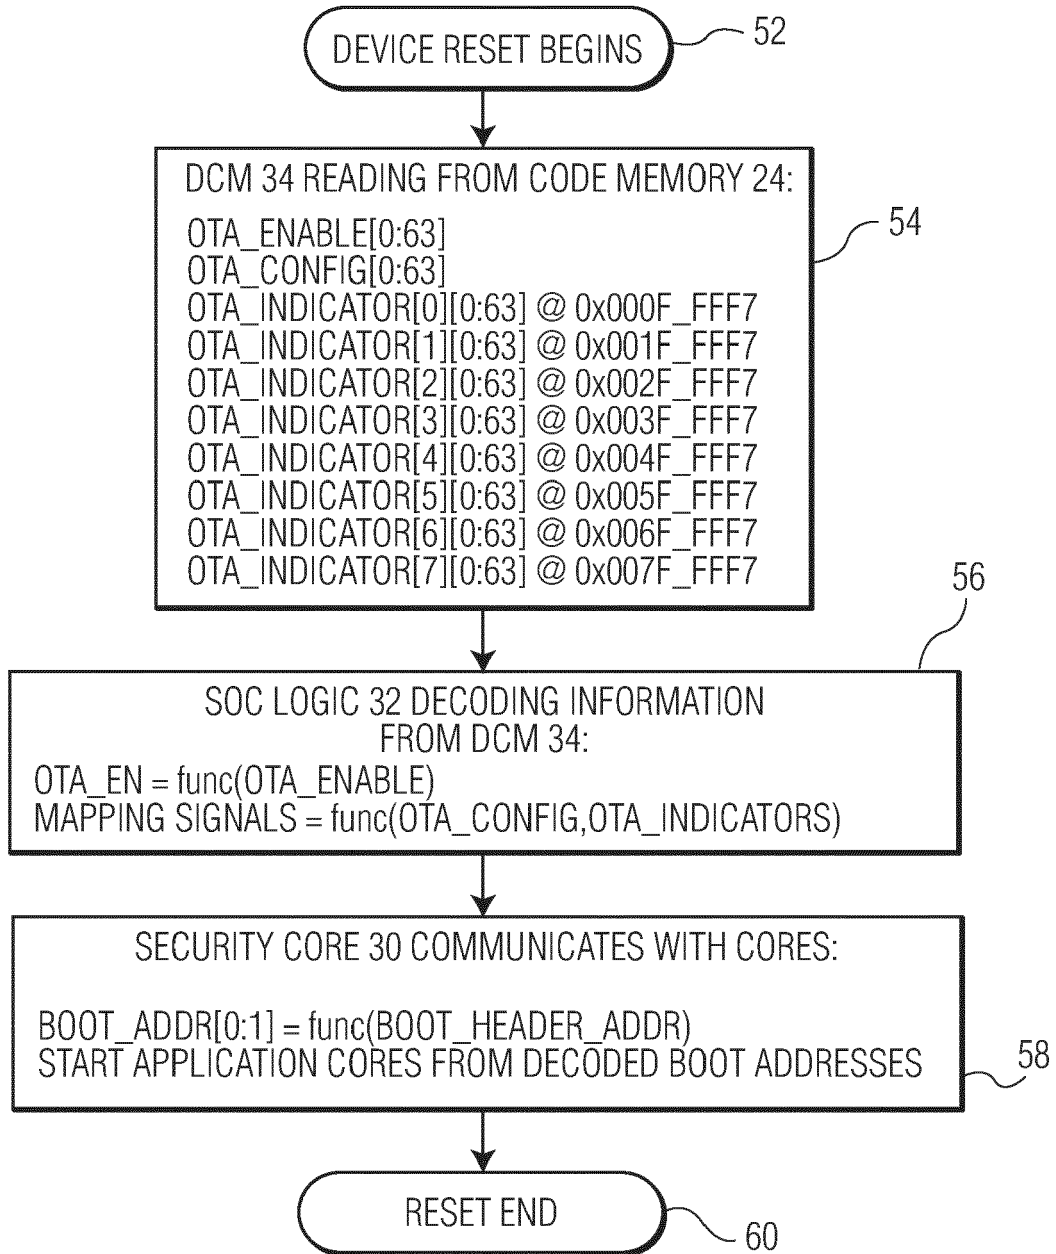 DEVICE RESET BEGINS
52
DCM 34 READING FROM CODE MEMORY 24:
54
OTA_ENABLE[0:63]
OTA_CONFIG[0:63]
OTA_INDICATOR[0][0:63] @ 0x000F_FFF7
OTA_INDICATOR[1][0:63] @ 0x001F_FFF7
OTA_INDICATOR[2][0:63] @ 0x002F_FFF7
OTA_INDICATOR[3][0:63] @ 0x003F_FFF7
OTA_INDICATOR[4][0:63] @ 0x004F_FFF7
OTA_INDICATOR[5][0:63] @ 0x005F_FFF7
OTA_INDICATOR[6][0:63] @ 0x006F_FFF7
OTA_INDICATOR[7][0:63] @ 0x007F_FFF7
56
SOC LOGIC 32 DECODING INFORMATION
FROM DCM 34:
OTA_EN = func(OTA_ENABLE)
MAPPING SIGNALS = func(OTA_CONFIG,OTA_INDICATORS)
SECURITY CORE 30 COMMUNICATES WITH CORES:
BOOT_ADDR[0:1] = func(BOOT_HEADER_ADDR)
START APPLICATION CORES FROM DECODED BOOT ADDRESSES
58
RESET END
60